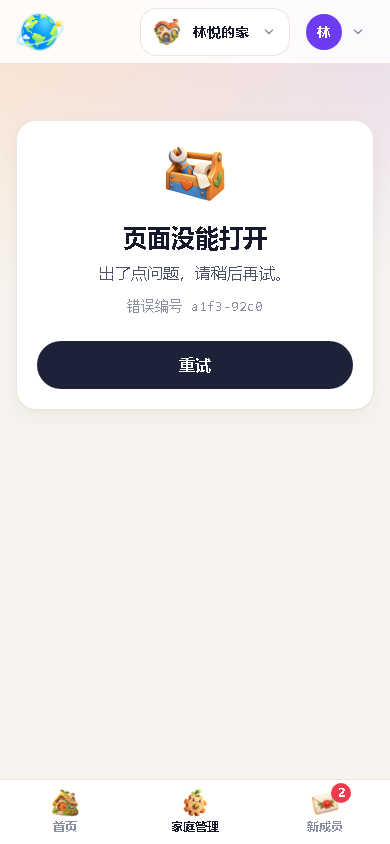 林悦的家
林
页面没能打开
出了点问题，请稍后再试。
错误编号 a1f3-92c0
重试
2
首页
家庭管理
新成员